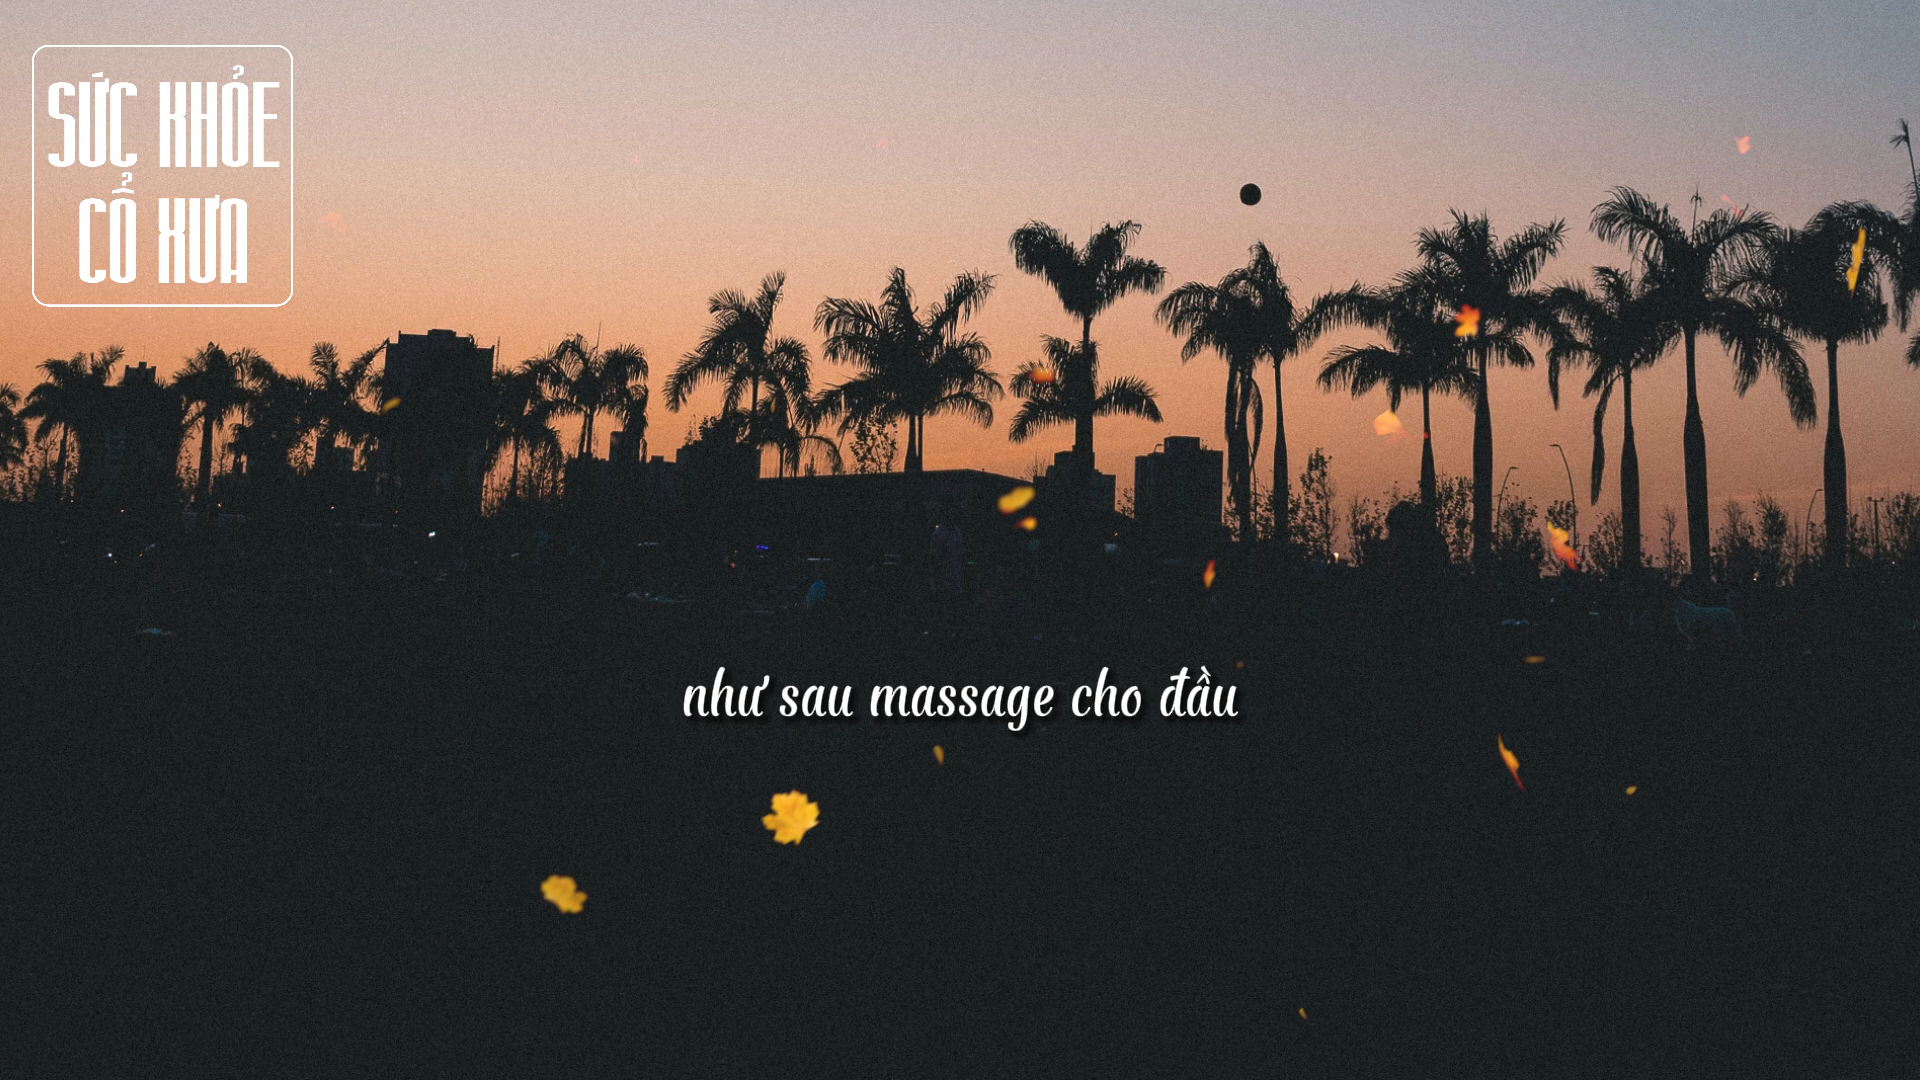 SỨC KHỎE
CỔ XƯA
như sau massage cho đầu